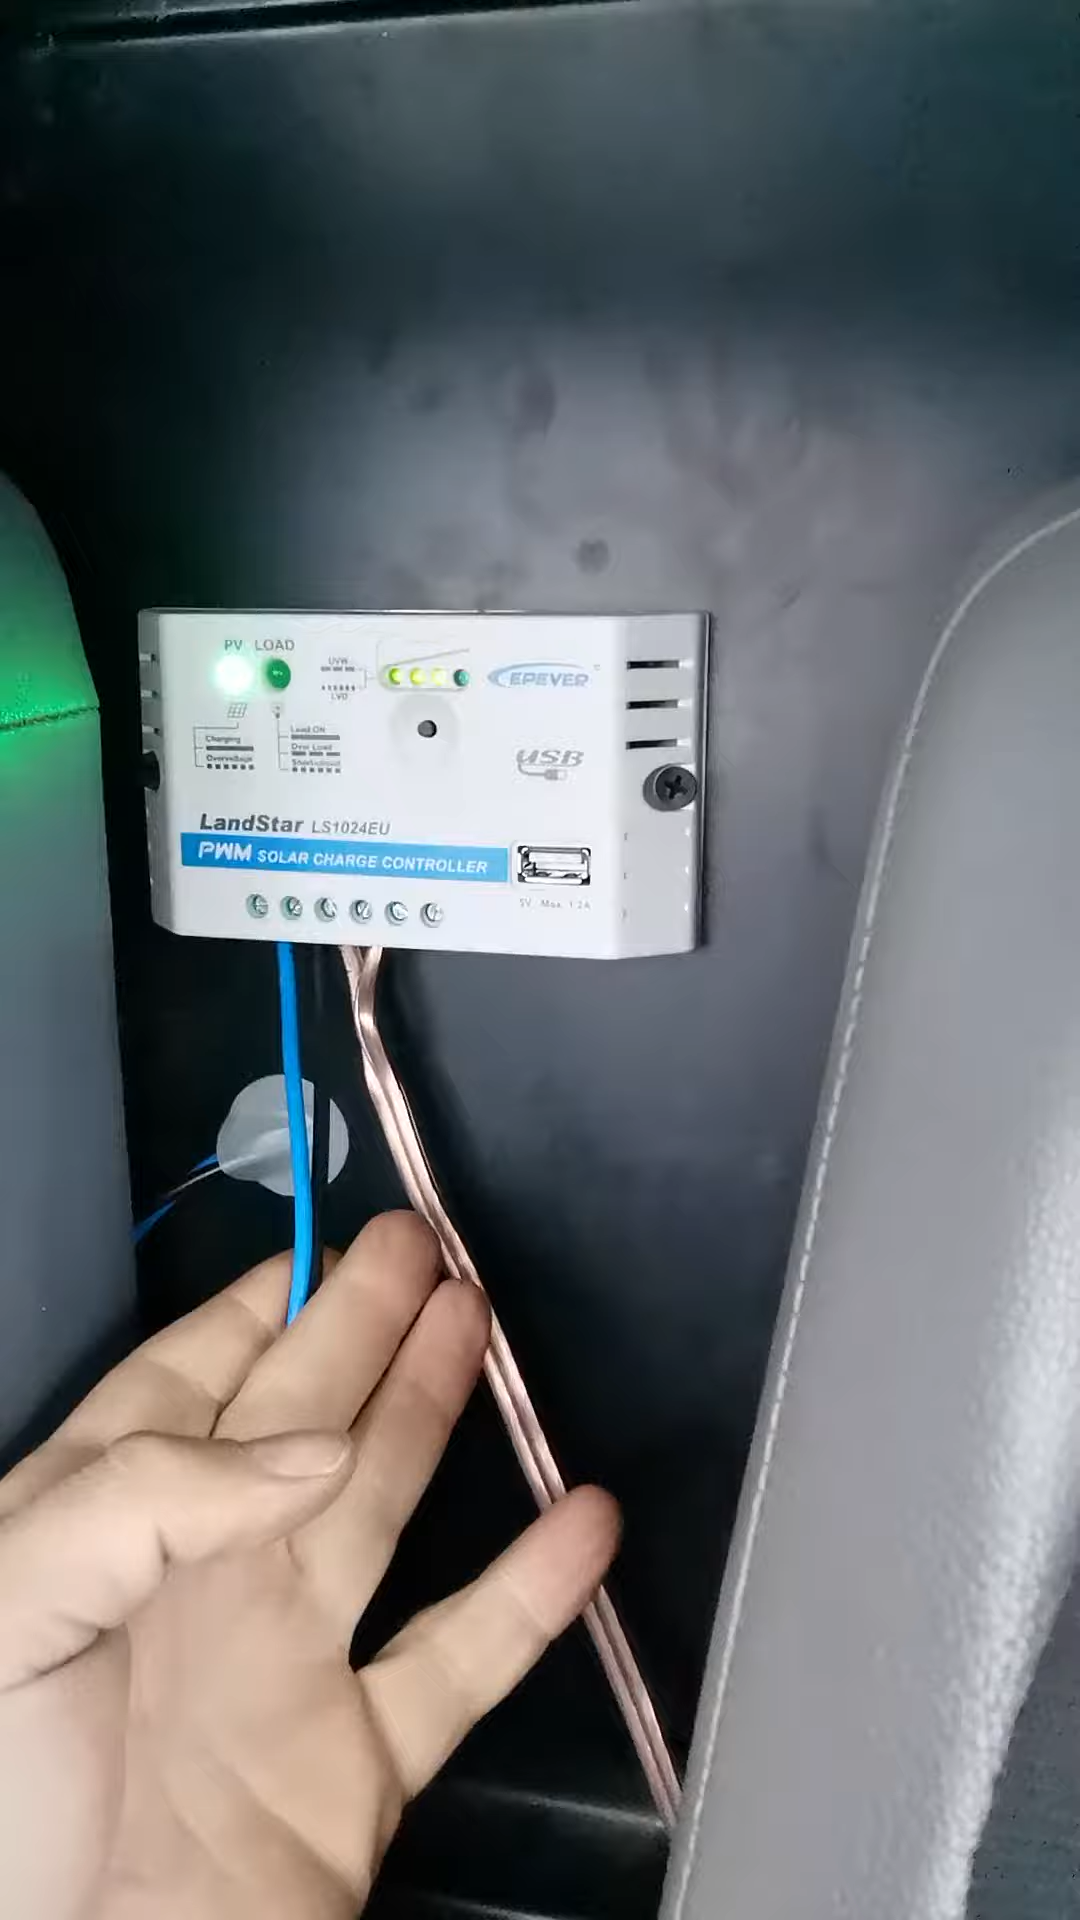 PV LOAD
UVW
LVD
EPEVER
Charging
Overvoltage
Load ON
Over Load
USB
LandStar LS1024EU
PWM SOLAR CHARGE CONTROLLER
5V Max. 1.2A